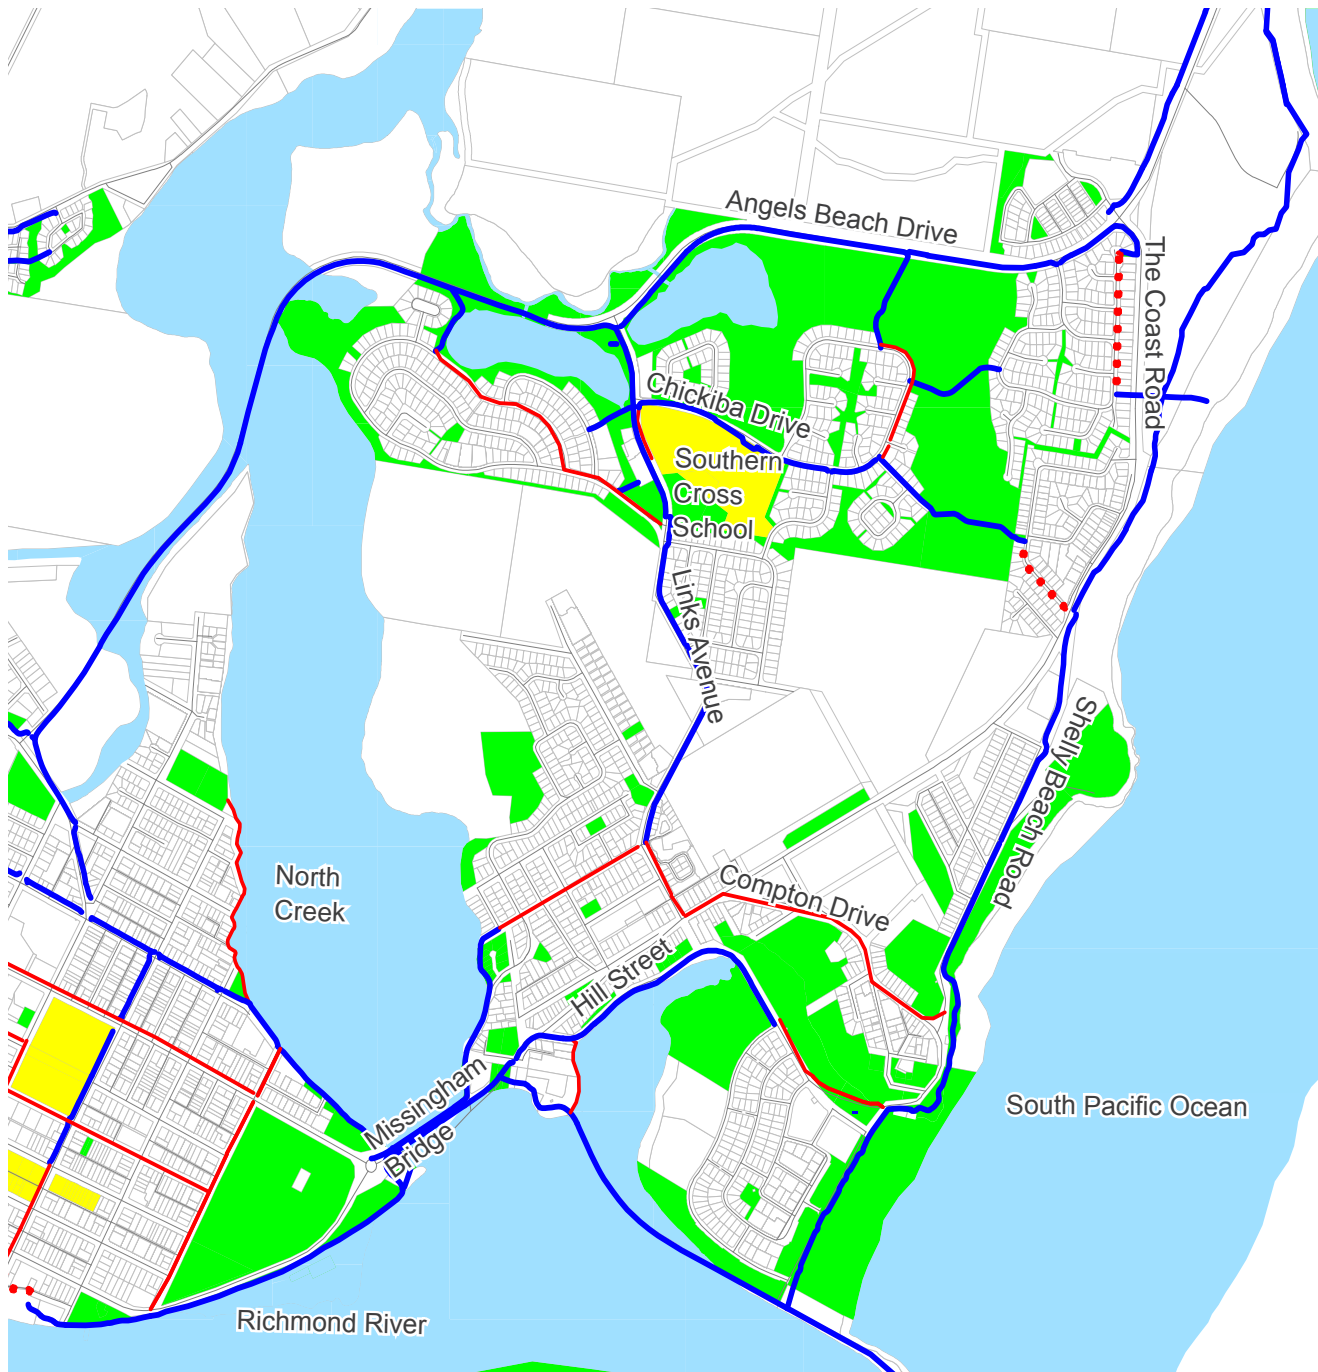 Angels Beach Drive
The Coast Road
Chickiba Drive
Southern
Cross
School
Links Avenue
Shelly Beach Road
North
Creek
Compton Drive
Hill Street
Missingham
Bridge
South Pacific Ocean
Richmond River